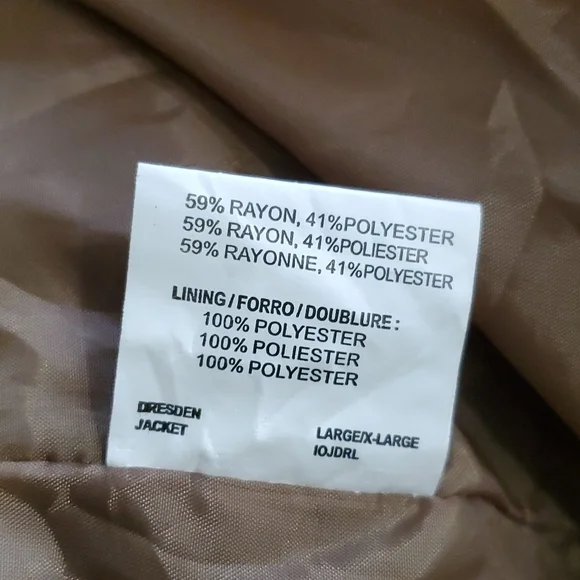 59% RAYON, 41%POLYESTER
59% RAYON, 41%POLIESTER
59% RAYONNE, 41%POLYESTER
LINING/FORRO/DOUBLURE:
100% POLYESTER
100% POLIESTER
100% POLYESTER
DRESDEN
JACKET
LARGE/X-LARGE
IOJDRL